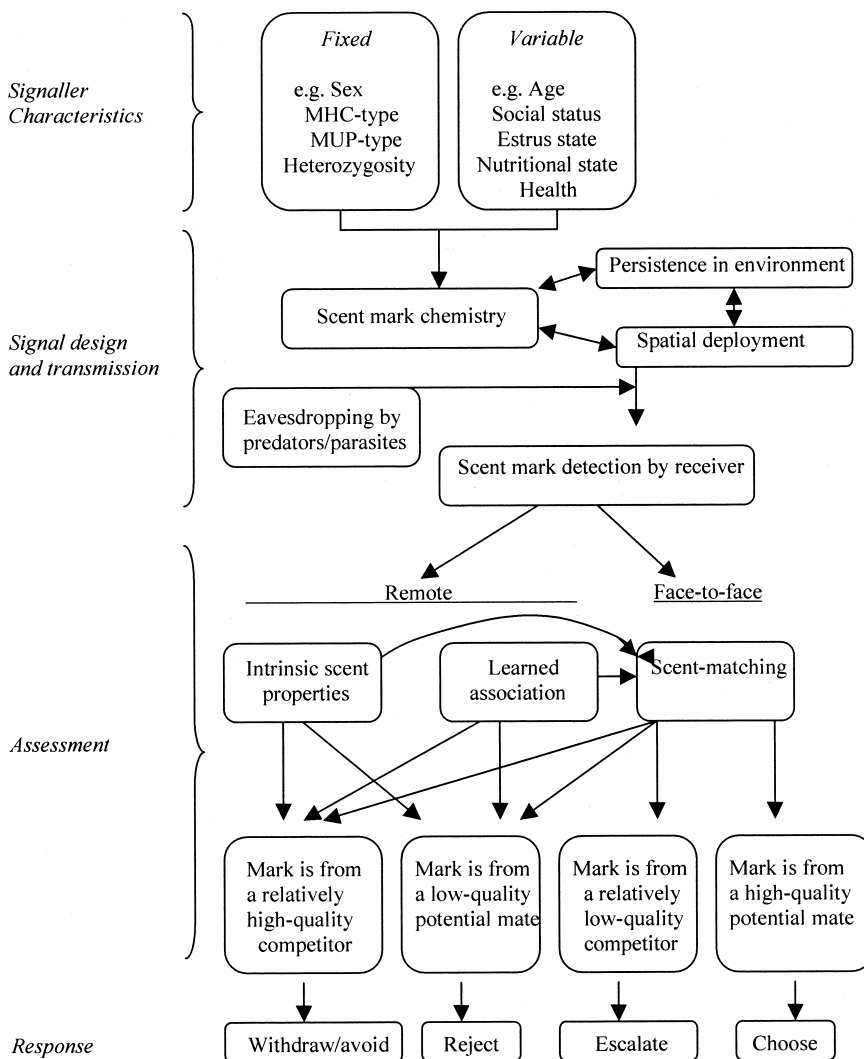 Signaller
Characteristics
Fixed
e.g. Sex
MHC-type
MUP-type
Heterozygosity
Variable
e.g. Age
Social status
Estrus state
Nutritional state
Health
Signal design
and transmission
Scent mark chemistry
Persistence in environment
Spatial deployment
Eavesdropping by
predators/parasites
Scent mark detection by receiver
Remote
Face-to-face
Assessment
Intrinsic scent
properties
Learned
association
Scent-matching
Mark is from
a relatively
high-quality
competitor
Mark is from
a low-quality
potential mate
Mark is from
a relatively
low-quality
competitor
Mark is from
a high-quality
potential mate
Response
Withdraw/avoid
Reject
Escalate
Choose